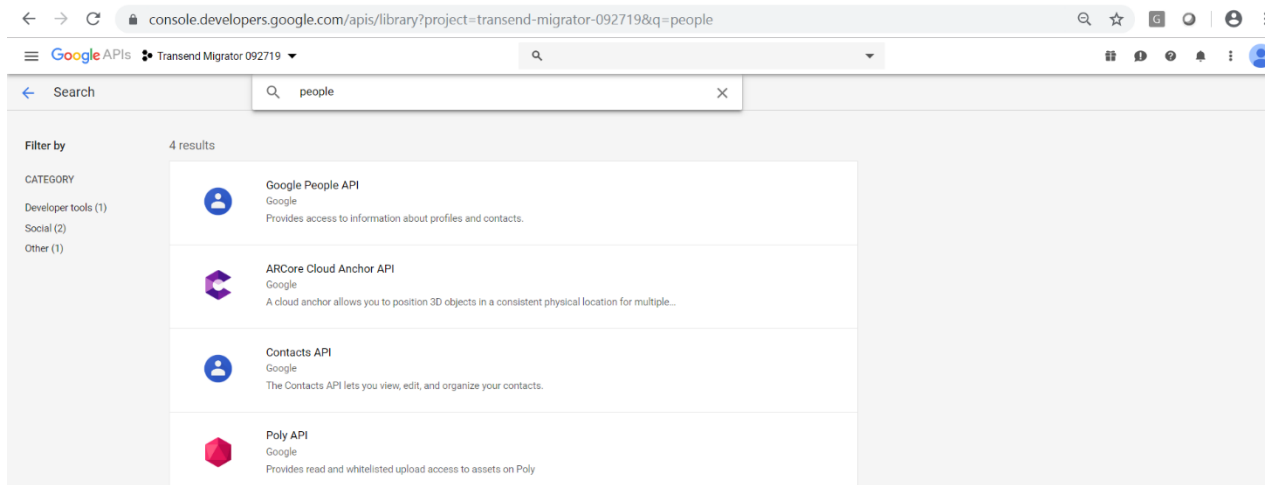 console.developers.google.com/apis/library?project=transend-migrator-092719&q=people
G
Google APIs Transend Migrator 092719
Search
people
Filter by
4 results
CATEGORY
Developer tools (1)
Social (2)
Other (1)
Google People API
Google
Provides access to information about profiles and contacts.
ARCore Cloud Anchor API
Google
A cloud anchor allows you to position 3D objects in a consistent physical location for multiple...
Contacts API
Google
The Contacts API lets you view, edit, and organize your contacts.
Poly API
Google
Provides read and whitelisted upload access to assets on Poly